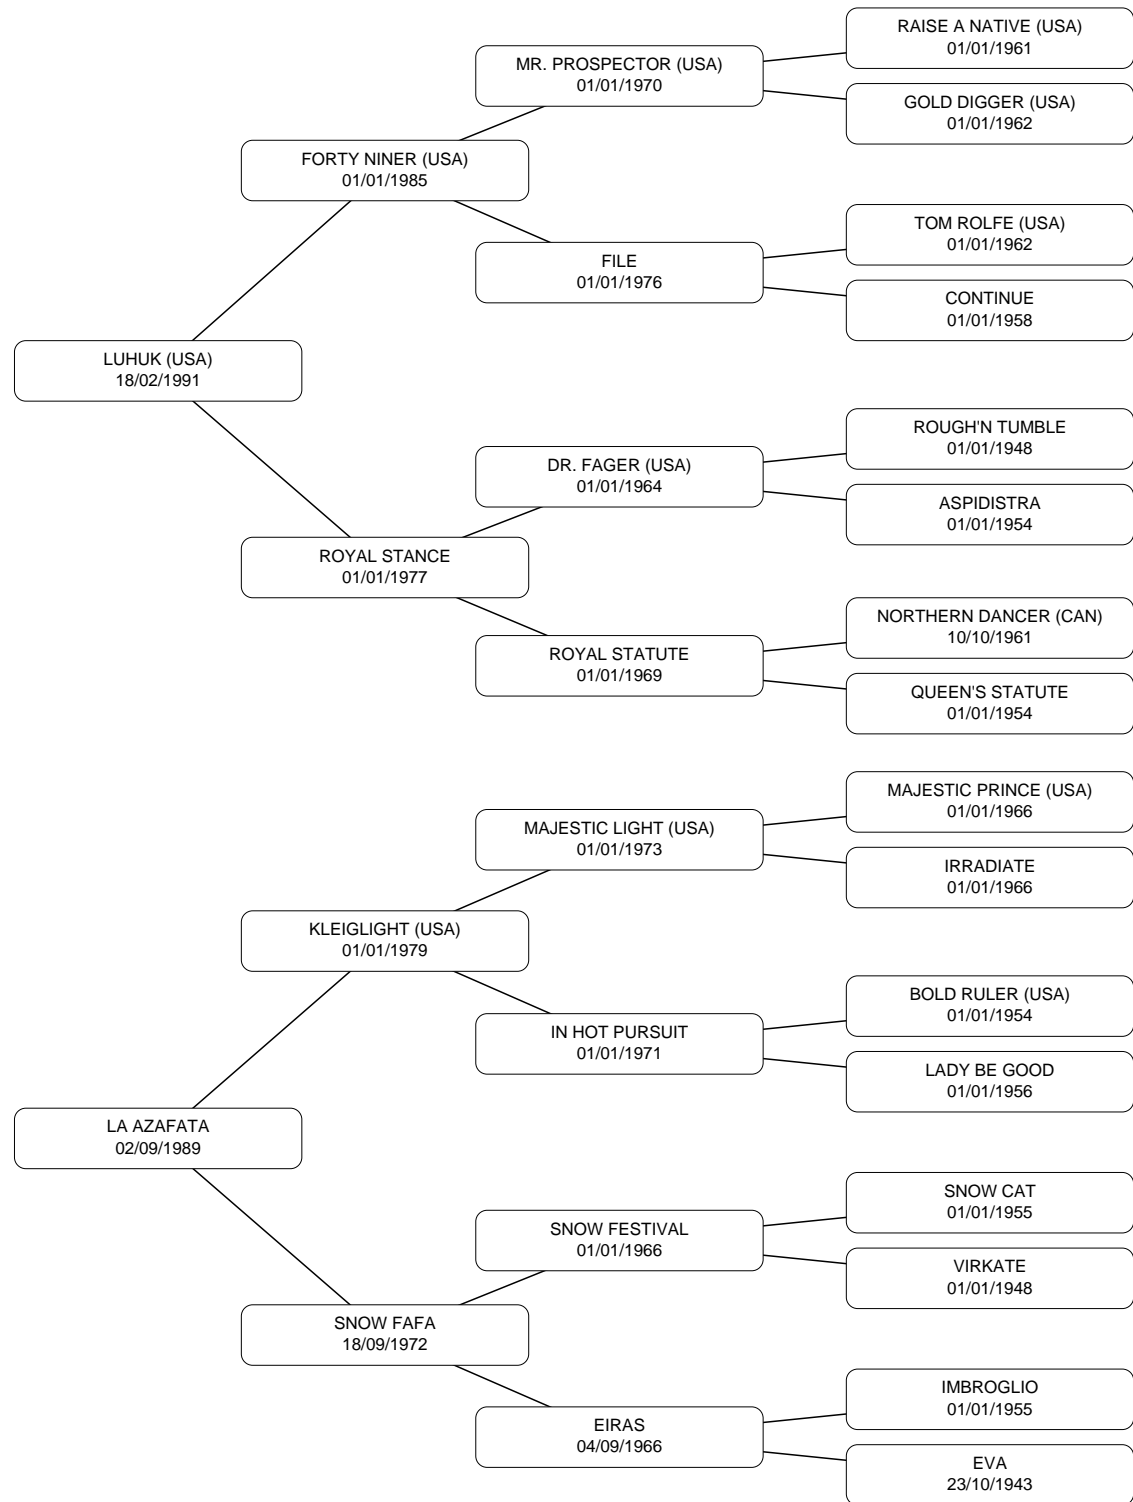 RAISE A NATIVE (USA)
01/01/1961
MR. PROSPECTOR (USA)
01/01/1970
GOLD DIGGER (USA)
01/01/1962
FORTY NINER (USA)
01/01/1985
TOM ROLFE (USA)
01/01/1962
FILE
01/01/1976
CONTINUE
01/01/1958
LUHUK (USA)
18/02/1991
ROUGH'N TUMBLE
01/01/1948
DR. FAGER (USA)
01/01/1964
ASPIDISTRA
01/01/1954
ROYAL STANCE
01/01/1977
NORTHERN DANCER (CAN)
10/10/1961
ROYAL STATUTE
01/01/1969
QUEEN'S STATUTE
01/01/1954
MAJESTIC PRINCE (USA)
01/01/1966
MAJESTIC LIGHT (USA)
01/01/1973
IRRADIATE
01/01/1966
KLEIGLIGHT (USA)
01/01/1979
BOLD RULER (USA)
01/01/1954
IN HOT PURSUIT
01/01/1971
LADY BE GOOD
01/01/1956
LA AZAFATA
02/09/1989
SNOW CAT
01/01/1955
SNOW FESTIVAL
01/01/1966
VIRKATE
01/01/1948
SNOW FAFA
18/09/1972
IMBROGLIO
01/01/1955
EIRAS
04/09/1966
EVA
23/10/1943